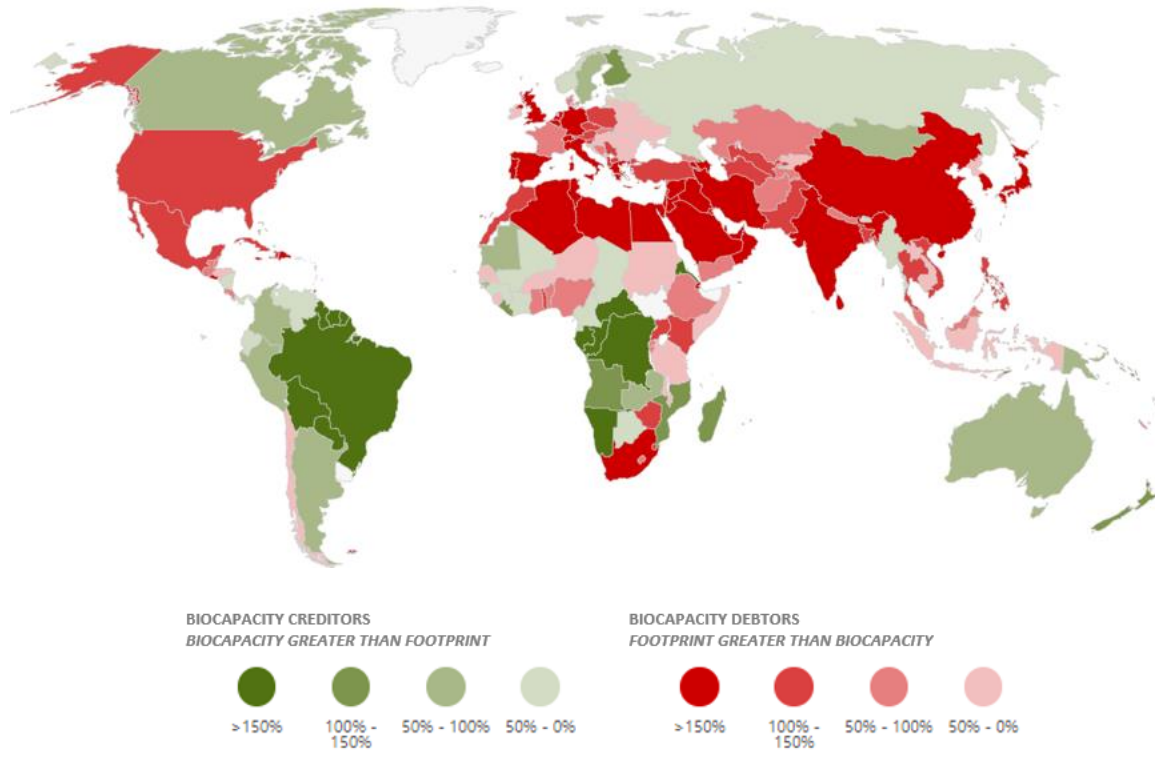 BIOCAPACITY CREDITORS
BIOCAPACITY GREATER THAN FOOTPRINT
>150%
100% -
150%
50% - 100%
50% - 0%
BIOCAPACITY DEBTORS
FOOTPRINT GREATER THAN BIOCAPACITY
>150%
100% -
150%
50% - 100%
50% - 0%